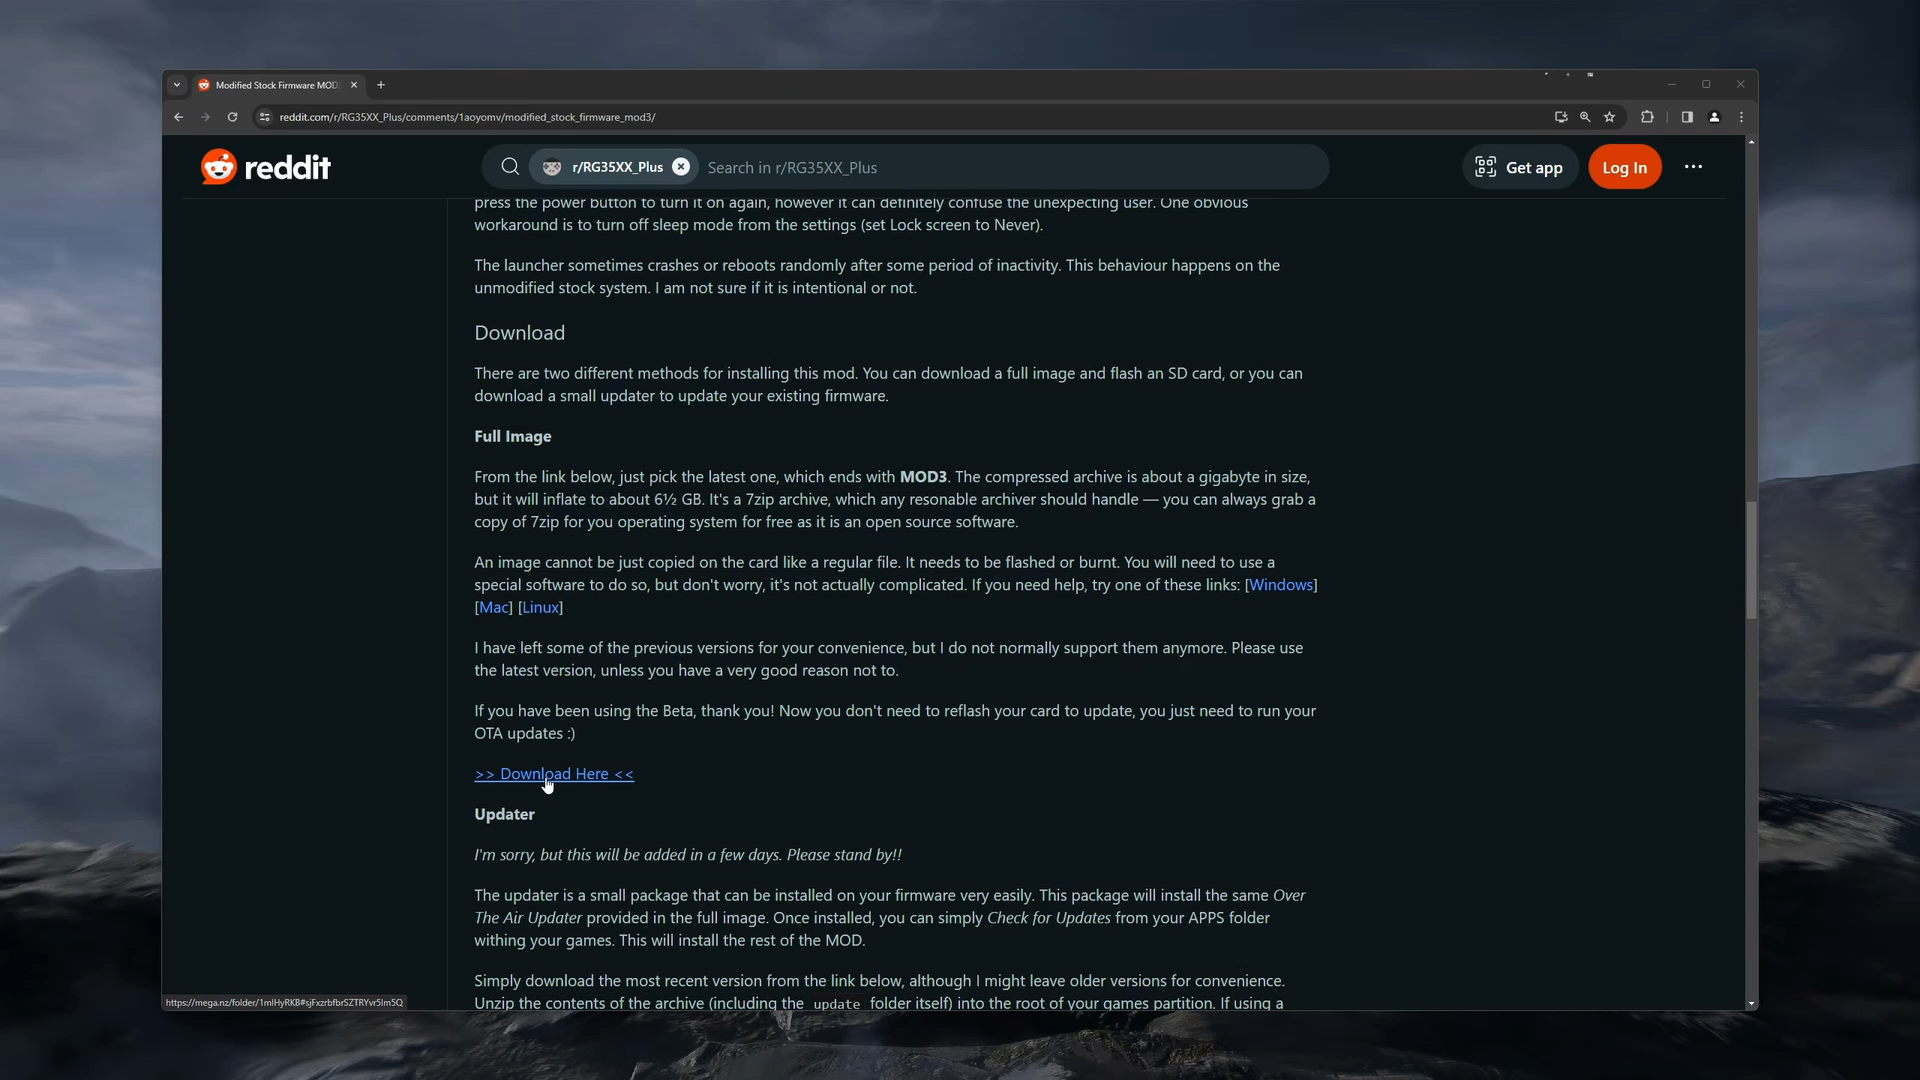 Modified Stock Firmware MOD
reddit.com/r/RG35XX_Plus/comments/1aoyomv/modified_stock_firmware_mod3/
reddit
r/RG35XX_Plus
Search in r/RG35XX_Plus
Get app
Log In
press the power button to turn it on again, however it can definitely confuse the unexpecting user. One obvious
workaround is to turn off sleep mode from the settings (set Lock screen to Never).
The launcher sometimes crashes or reboots randomly after some period of inactivity. This behaviour happens on the
unmodified stock system. I am not sure if it is intentional or not.
Download
There are two different methods for installing this mod. You can download a full image and flash an SD card, or you can
download a small updater to update your existing firmware.
Full Image
From the link below, just pick the latest one, which ends with MOD3. The compressed archive is about a gigabyte in size,
but it will inflate to about 6½ GB. It's a 7zip archive, which any resonable archiver should handle — you can always grab a
copy of 7zip for you operating system for free as it is an open source software.
An image cannot be just copied on the card like a regular file. It needs to be flashed or burnt. You will need to use a
special software to do so, but don't worry, it's not actually complicated. If you need help, try one of these links: [Windows]
[Mac] [Linux]
I have left some of the previous versions for your convenience, but I do not normally support them anymore. Please use
the latest version, unless you have a very good reason not to.
If you have been using the Beta, thank you! Now you don't need to reflash your card to update, you just need to run your
OTA updates :)
>> Download Here <<
Updater
I'm sorry, but this will be added in a few days. Please stand by!!
The updater is a small package that can be installed on your firmware very easily. This package will install the same Over
The Air Updater provided in the full image. Once installed, you can simply Check for Updates from your APPS folder
withing your games. This will install the rest of the MOD.
Simply download the most recent version from the link below, although I might leave older versions for convenience.
Unzip the contents of the archive (including the update folder itself) into the root of your games partition. If using a
https://mega.nz/folder/1mlHyRKB#sjFxzrbfbrSZTRYvr5lm5Q